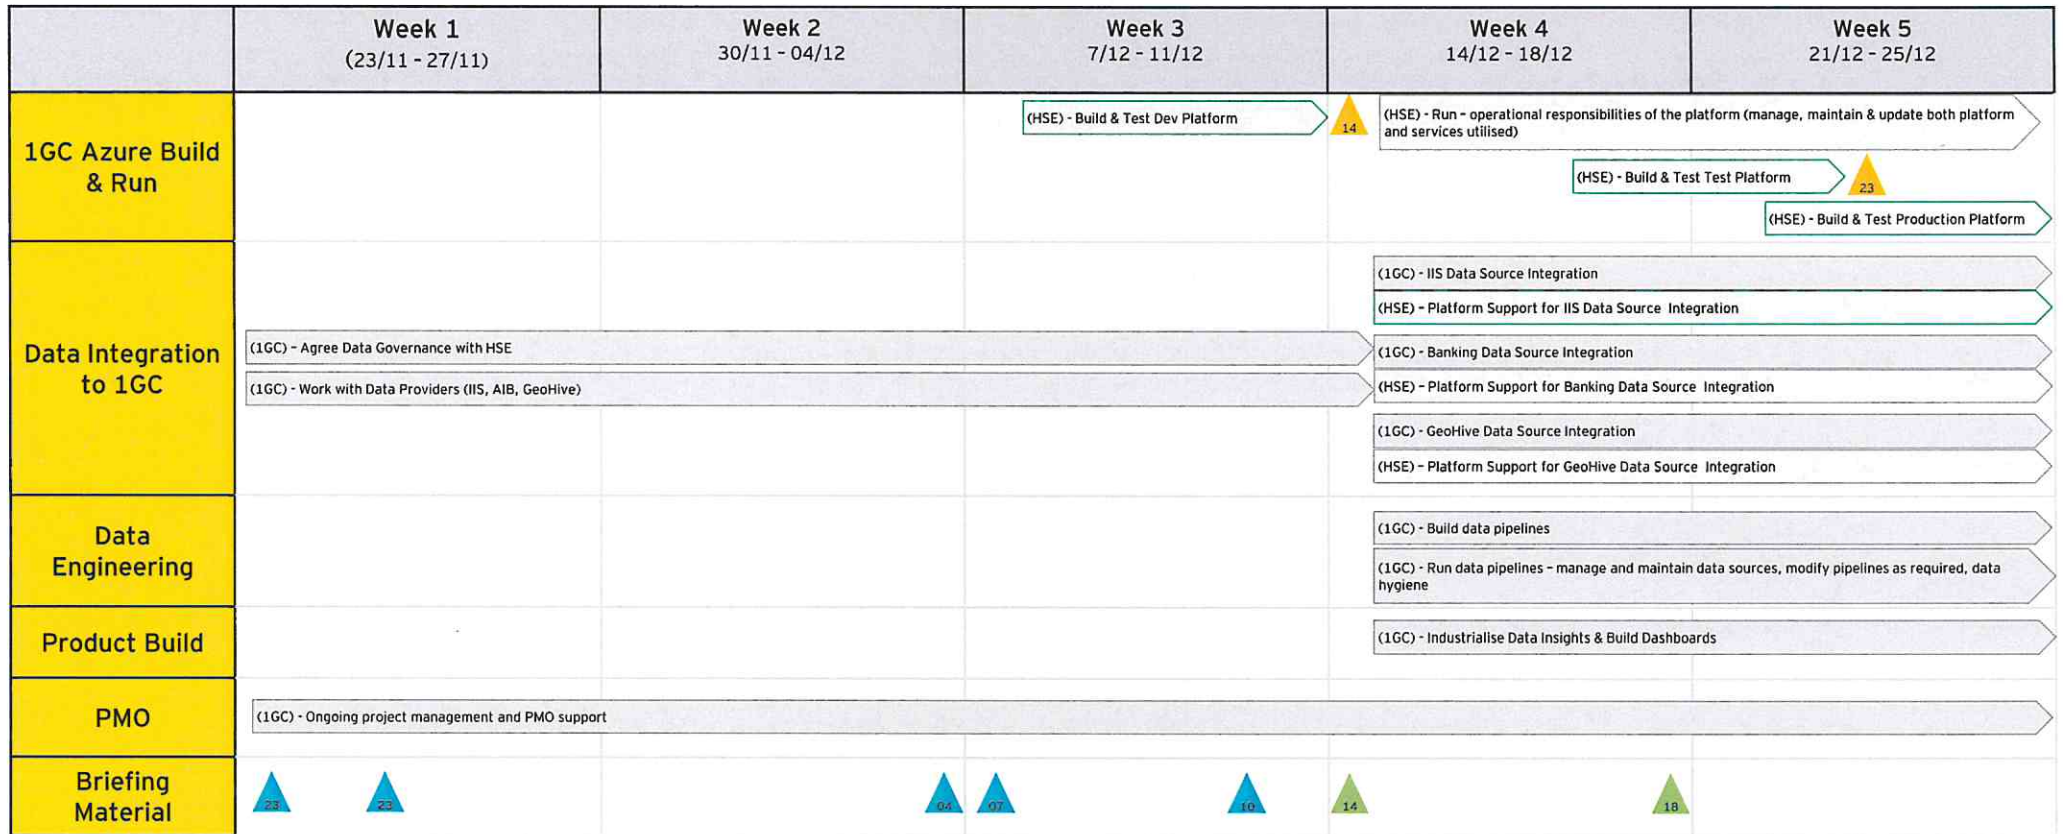 Week 1
(23/11 - 27/11)
Week 2
30/11 - 04/12
Week 3
7/12 - 11/12
Week 4
14/12 - 18/12
Week 5
21/12 - 25/12
1GC Azure Build
& Run
(HSE) - Build & Test Dev Platform
14
(HSE) - Run - operational responsibilities of the platform (manage, maintain & update both platform
and services utilised)
(HSE) - Build & Test Test Platform
23
(HSE) - Build & Test Production Platform
Data Integration
to 1GC
(1GC) - IIS Data Source Integration
(HSE) - Platform Support for IIS Data Source Integration
(1GC) - Agree Data Governance with HSE
(1GC) - Banking Data Source Integration
(1GC) - Work with Data Providers (IIS, AIB, GeoHive)
(HSE) - Platform Support for Banking Data Source Integration
(1GC) - GeoHive Data Source Integration
(HSE) - Platform Support for GeoHive Data Source Integration
Data
Engineering
(1GC) - Build data pipelines
(1GC) - Run data pipelines - manage and maintain data sources, modify pipelines as required, data
hygiene
Product Build
(1GC) - Industrialise Data Insights & Build Dashboards
PMO
(1GC) - Ongoing project management and PMO support
Briefing
Material
23
23
04
07
10
14
18